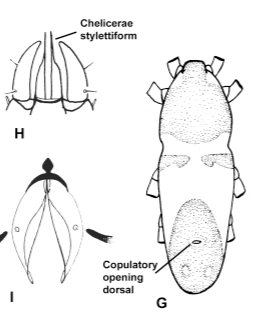 Chelicerae
stylettiform
H
I
Copulatory
opening
dorsal
G